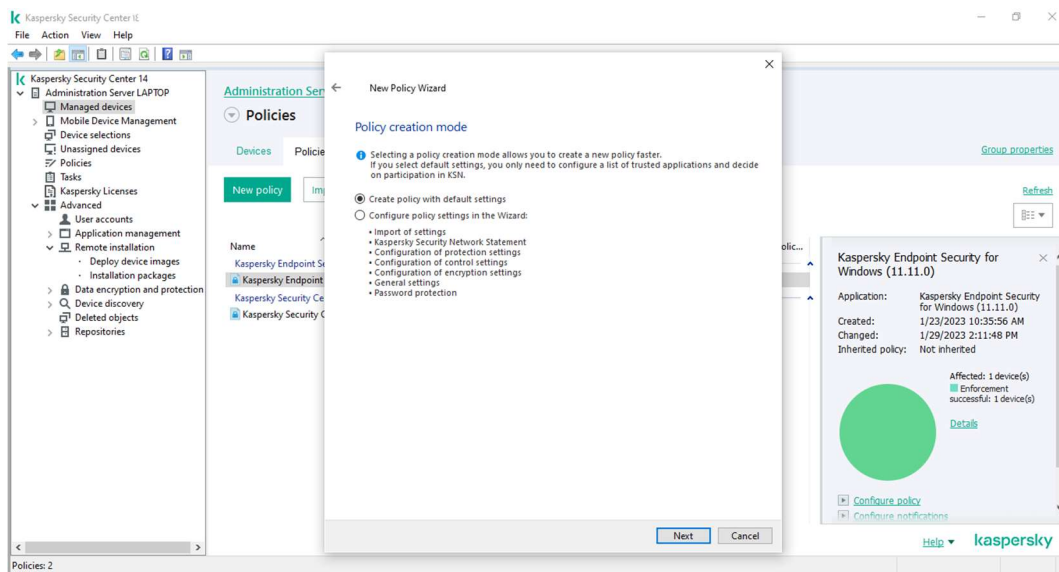 Kaspersky Security Center 14
File Action View Help
Kaspersky Security Center 14
Administration Server LAPTOP
Managed devices
Mobile Device Management
Device selections
Unassigned devices
Policies
Tasks
Kaspersky Licenses
Advanced
User accounts
Application management
Remote installation
Deploy device images
Installation packages
Data encryption and protection
Device discovery
Deleted objects
Repositories
Administration Ser
Policies
Devices Policie
Group properties
New policy Im
Refresh
Name
olic...
Kaspersky Endpoint Se
Kaspersky Endpoint
Kaspersky Security Ce
Kaspersky Security C
New Policy Wizard
Policy creation mode
Selecting a policy creation mode allows you to create a new policy faster.
If you select default settings, you only need to configure a list of trusted applications and decide
on participation in KSN.
Create policy with default settings
Configure policy settings in the Wizard:
• Import of settings
• Kaspersky Security Network Statement
• Configuration of protection settings
• Configuration of control settings
• Configuration of encryption settings
• General settings
• Password protection
Next Cancel
Kaspersky Endpoint Security for
Windows (11.11.0)
Application: Kaspersky Endpoint Security
for Windows (11.11.0)
Created: 1/23/2023 10:35:56 AM
Changed: 1/29/2023 2:11:48 PM
Inherited policy: Not inherited
Affected: 1 device(s)
Enforcement
successful: 1 device(s)
Details
Configure policy
Configure notifications
Help kaspersky
Policies: 2